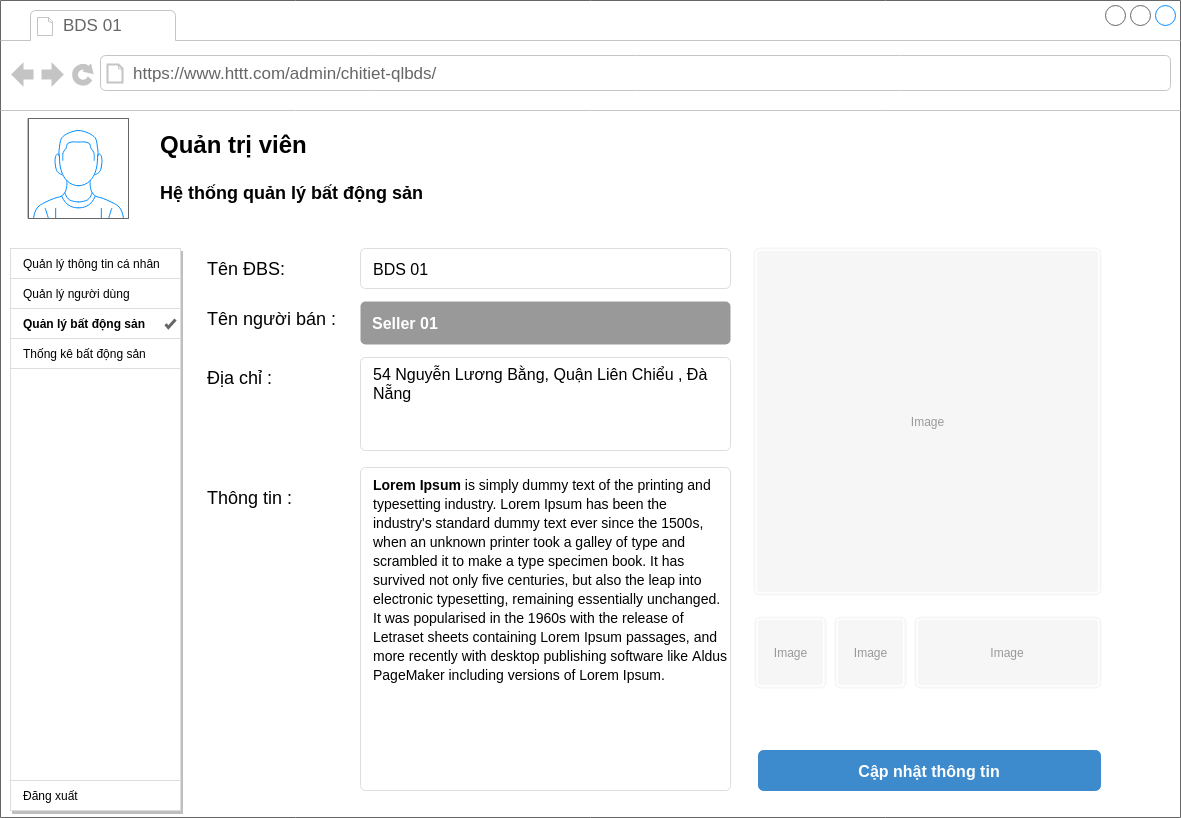 BDS 01
https://www.httt.com/admin/chitiet-qlbds/
Quản trị viên
Hệ thống quản lý bất động sản
Quản lý thông tin cá nhân
Quản lý người dùng
Quản lý bất động sản
Thống kê bất động sản
Đăng xuất
Tên ĐBS:
BDS 01
Tên người bán :
Seller 01
Địa chỉ :
54 Nguyễn Lương Bằng, Quận Liên Chiểu , Đà
Nẵng
Thông tin :
Lorem Ipsum is simply dummy text of the printing and
typesetting industry. Lorem Ipsum has been the
industry's standard dummy text ever since the 1500s,
when an unknown printer took a galley of type and
scrambled it to make a type specimen book. It has
survived not only five centuries, but also the leap into
electronic typesetting, remaining essentially unchanged.
It was popularised in the 1960s with the release of
Letraset sheets containing Lorem Ipsum passages, and
more recently with desktop publishing software like Aldus
PageMaker including versions of Lorem Ipsum.
Image
Image
Image
Image
Cập nhật thông tin